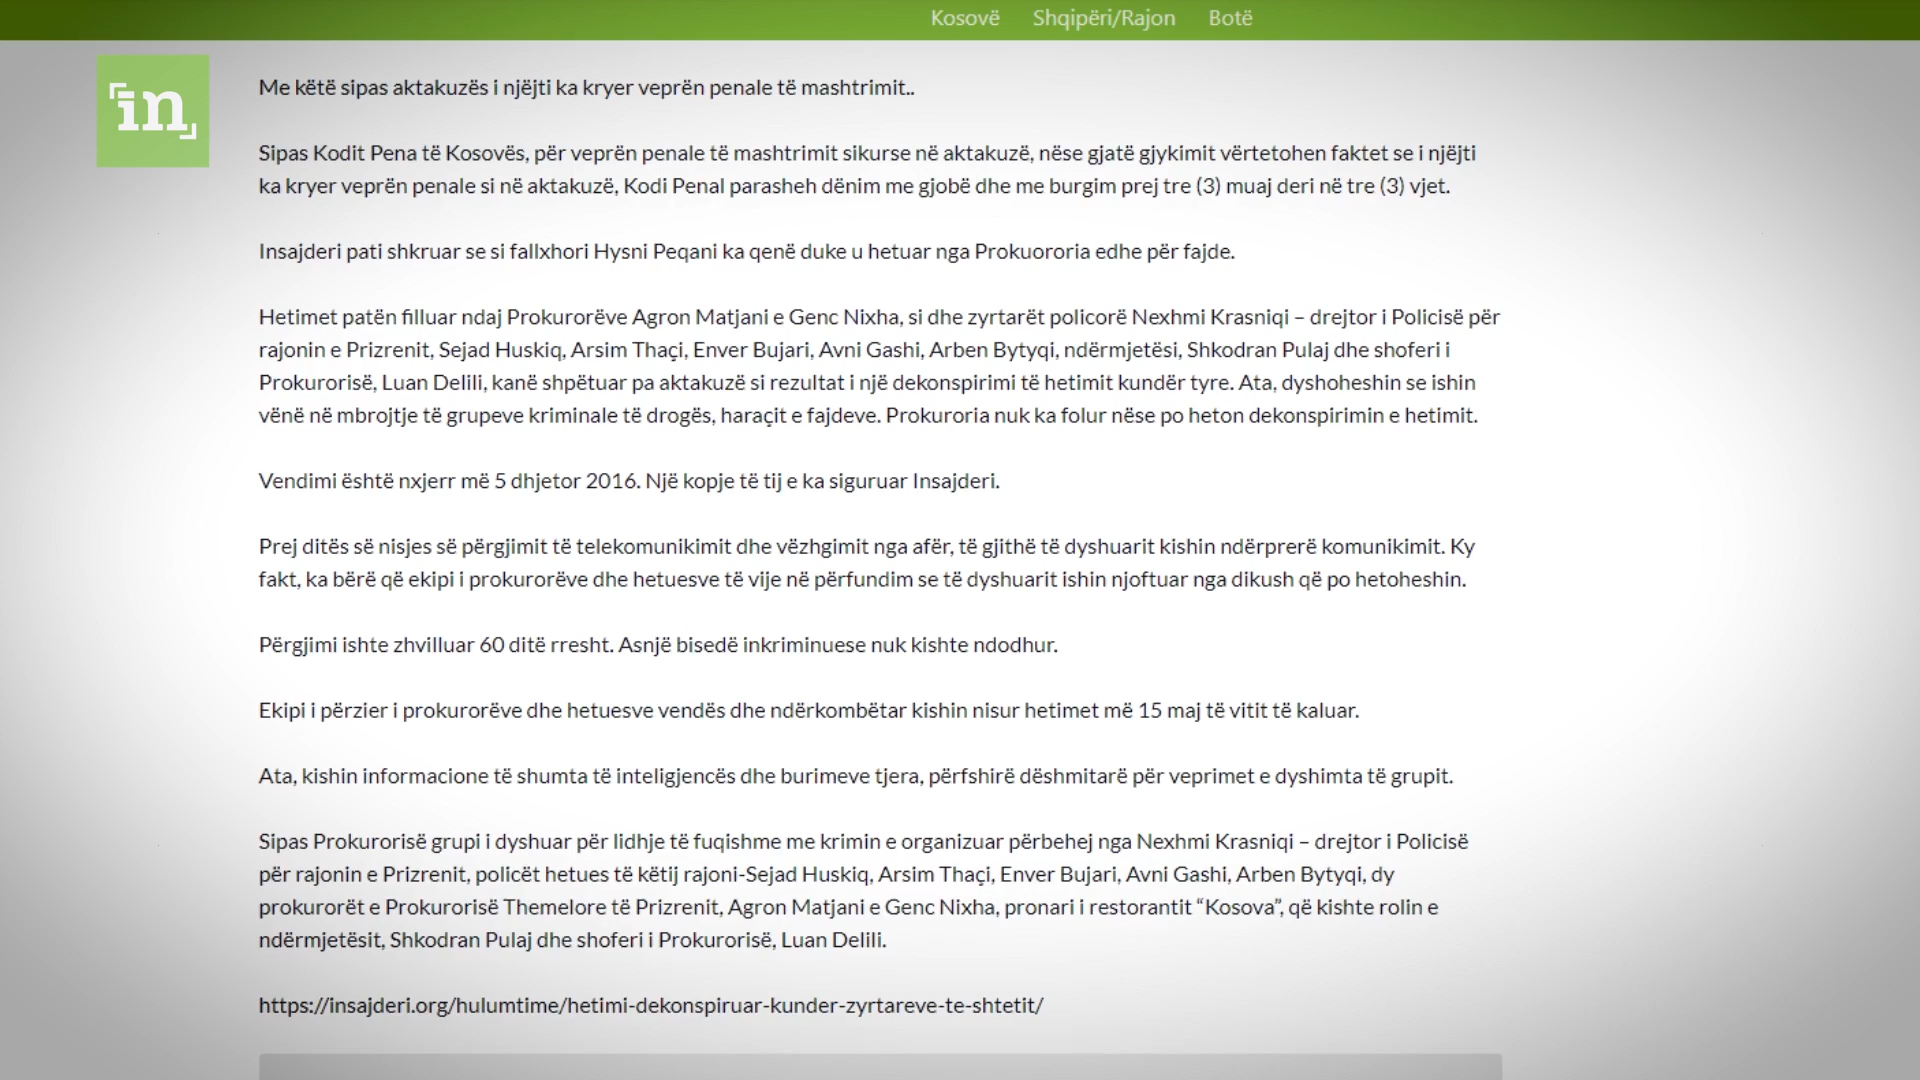 Kosovë Shqipëri/Rajon Botë
in
Me këtë sipas aktakuzës i njëjti ka kryer veprën penale të mashtrimit..
Sipas Kodit Pena të Kosovës, për veprën penale të mashtrimit sikurse në aktakuzë, nëse gjatë gjykimit vërtetohen faktet se i njëjti
ka kryer veprën penale si në aktakuzë, Kodi Penal parasheh dënim me gjobë dhe me burgim prej tre (3) muaj deri në tre (3) vjet.
Insajderi pati shkruar se si fallxhori Hysni Peqani ka qenë duke u hetuar nga Prokuororia edhe për fajde.
Hetimet patën filluar ndaj Prokurorëve Agron Matjani e Genc Nixha, si dhe zyrtarët policorë Nexhmi Krasniqi – drejtor i Policisë për
rajonin e Prizrenit, Sejad Huskiq, Arsim Thaçi, Enver Bujari, Avni Gashi, Arben Bytyqi, ndërmjetësi, Shkodran Pulaj dhe shoferi i
Prokurorisë, Luan Delili, kanë shpëtuar pa aktakuzë si rezultat i një dekonspirimi të hetimit kundër tyre. Ata, dyshoheshin se ishin
vënë në mbrojtje të grupeve kriminale të drogës, haraçit e fajdeve. Prokuroria nuk ka folur nëse po heton dekonspirimin e hetimit.
Vendimi është nxjerr më 5 dhjetor 2016. Një kopje të tij e ka siguruar Insajderi.
Prej ditës së nisjes së përgjimit të telekomunikimit dhe vëzhgimit nga afër, të gjithë të dyshuarit kishin ndërprerë komunikimit. Ky
fakt, ka bërë që ekipi i prokurorëve dhe hetuesve të vije në përfundim se të dyshuarit ishin njoftuar nga dikush që po hetoheshin.
Përgjimi ishte zhvilluar 60 ditë rresht. Asnjë bisedë inkriminuese nuk kishte ndodhur.
Ekipi i përzier i prokurorëve dhe hetuesve vendës dhe ndërkombëtar kishin nisur hetimet më 15 maj të vitit të kaluar.
Ata, kishin informacione të shumta të inteligjencës dhe burimeve tjera, përfshirë dëshmitarë për veprimet e dyshimta të grupit.
Sipas Prokurorisë grupi i dyshuar për lidhje të fuqishme me krimin e organizuar përbehej nga Nexhmi Krasniqi – drejtor i Policisë
për rajonin e Prizrenit, policët hetues të këtij rajoni-Sejad Huskiq, Arsim Thaçi, Enver Bujari, Avni Gashi, Arben Bytyqi, dy
prokurorët e Prokurorisë Themelore të Prizrenit, Agron Matjani e Genc Nixha, pronari i restorantit “Kosova”, që kishte rolin e
ndërmjetësit, Shkodran Pulaj dhe shoferi i Prokurorisë, Luan Delili.
https://insajderi.org/hulumtime/hetimi-dekonspiruar-kunder-zyrtareve-te-shtetit/